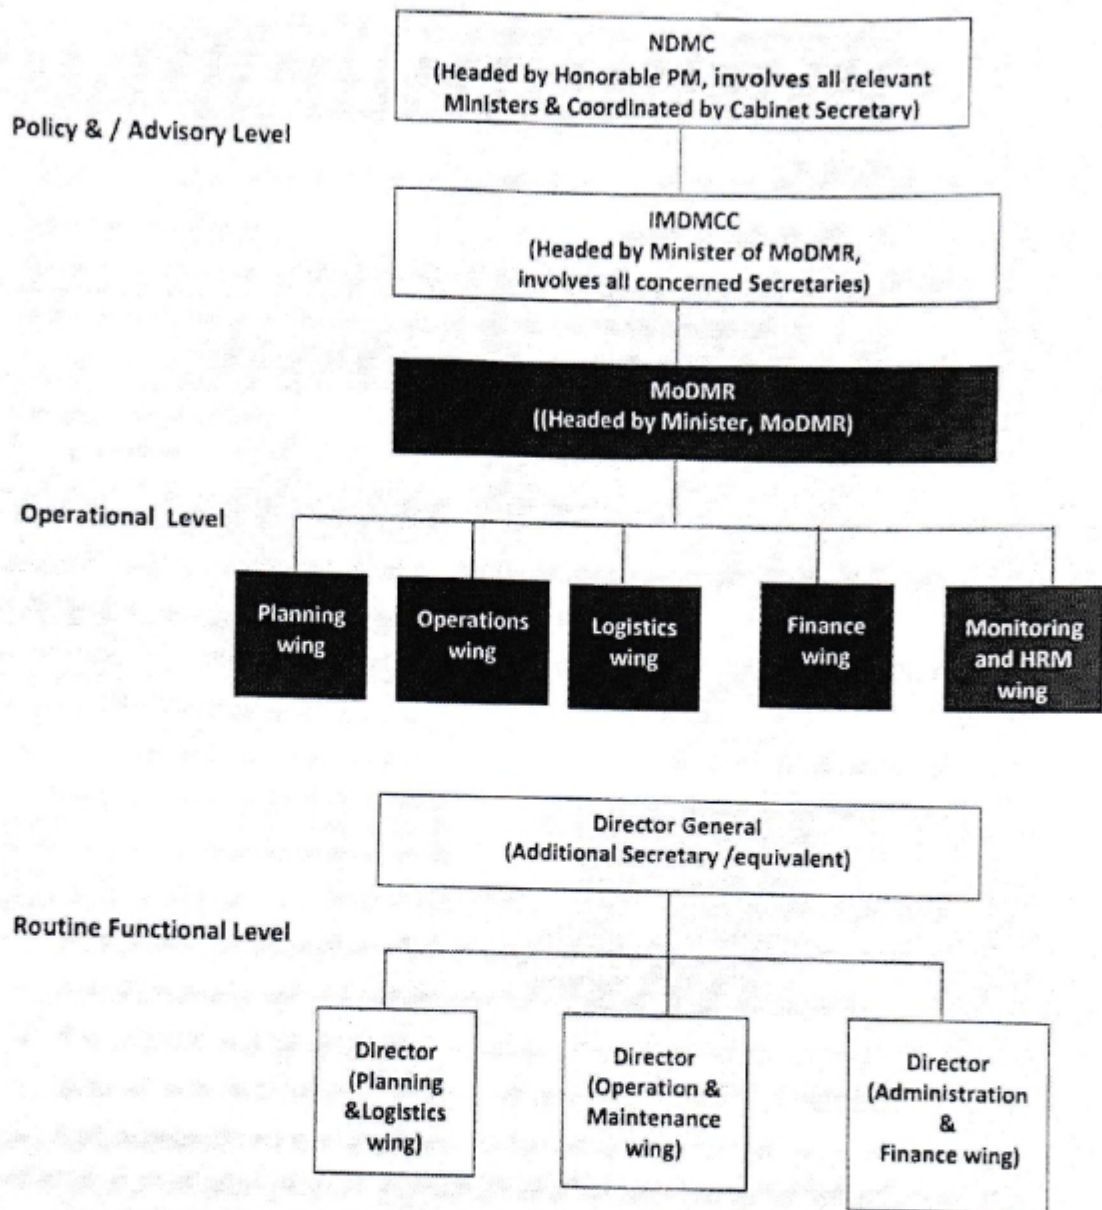 NDMC
(Headed by Honorable PM, involves all relevant
Ministers & Coordinated by Cabinet Secretary)
Policy & / Advisory Level
IMDMCC
(Headed by Minister of MoDMR,
involves all concerned Secretaries)
MoDMR
((Headed by Minister, MoDMR)
Operational Level
Planning
wing
Operations
wing
Logistics
wing
Finance
wing
Monitoring
and HRM
wing
Director General
(Additional Secretary /equivalent)
Routine Functional Level
Director
(Planning
&Logistics
wing)
Director
(Operation &
Maintenance
wing)
Director
(Administration
&
Finance wing)